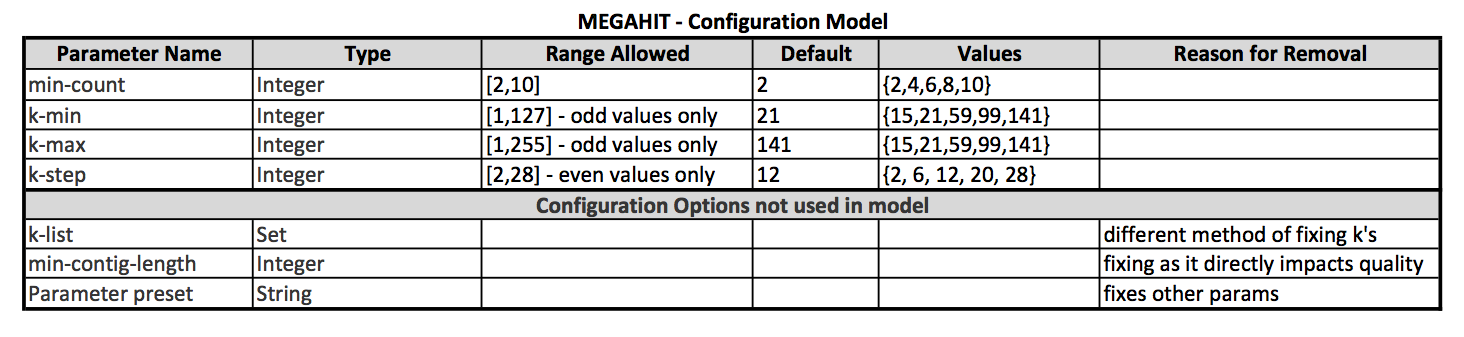 MEGAHIT - Configuration Model
Parameter Name Type Range Allowed Default Values Reason for Removal
min-count Integer [2,10] 2 {2,4,6,8,10}
k-min Integer [1,127] - odd values only 21 {15,21,59,99,141}
k-max Integer [1,255] - odd values only 141 {15,21,59,99,141}
k-step Integer [2,28] - even values only 12 {2, 6, 12, 20, 28}
Configuration Options not used in model
k-list Set different method of fixing k's
min-contig-length Integer fixing as it directly impacts quality
Parameter preset String fixes other params